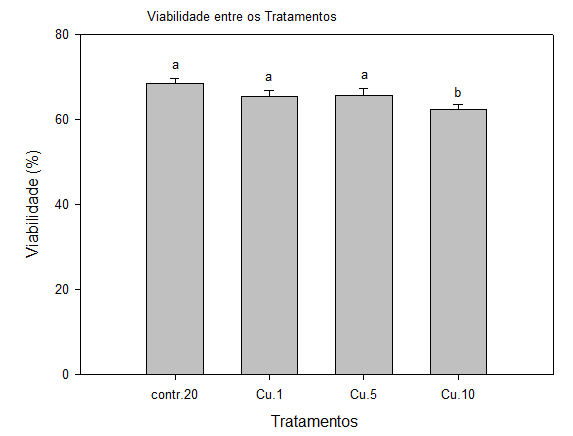 Viabilidade entre os Tratamentos
80
60
40
20
0
Viabilidade (%)
a
a
a
b
contr.20
Cu.1
Cu.5
Cu.10
Tratamentos